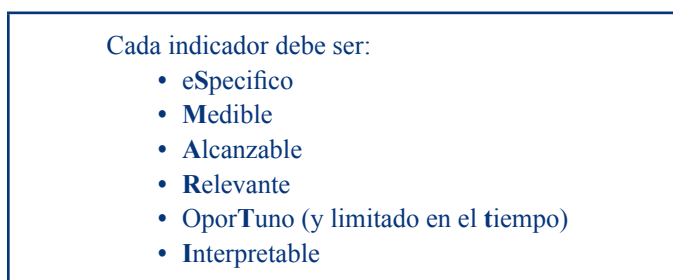 Cada indicador debe ser:
• eSpecifico
• Medible
• Alcanzable
• Relevante
• OporTuno (y limitado en el tiempo)
• Interpretable